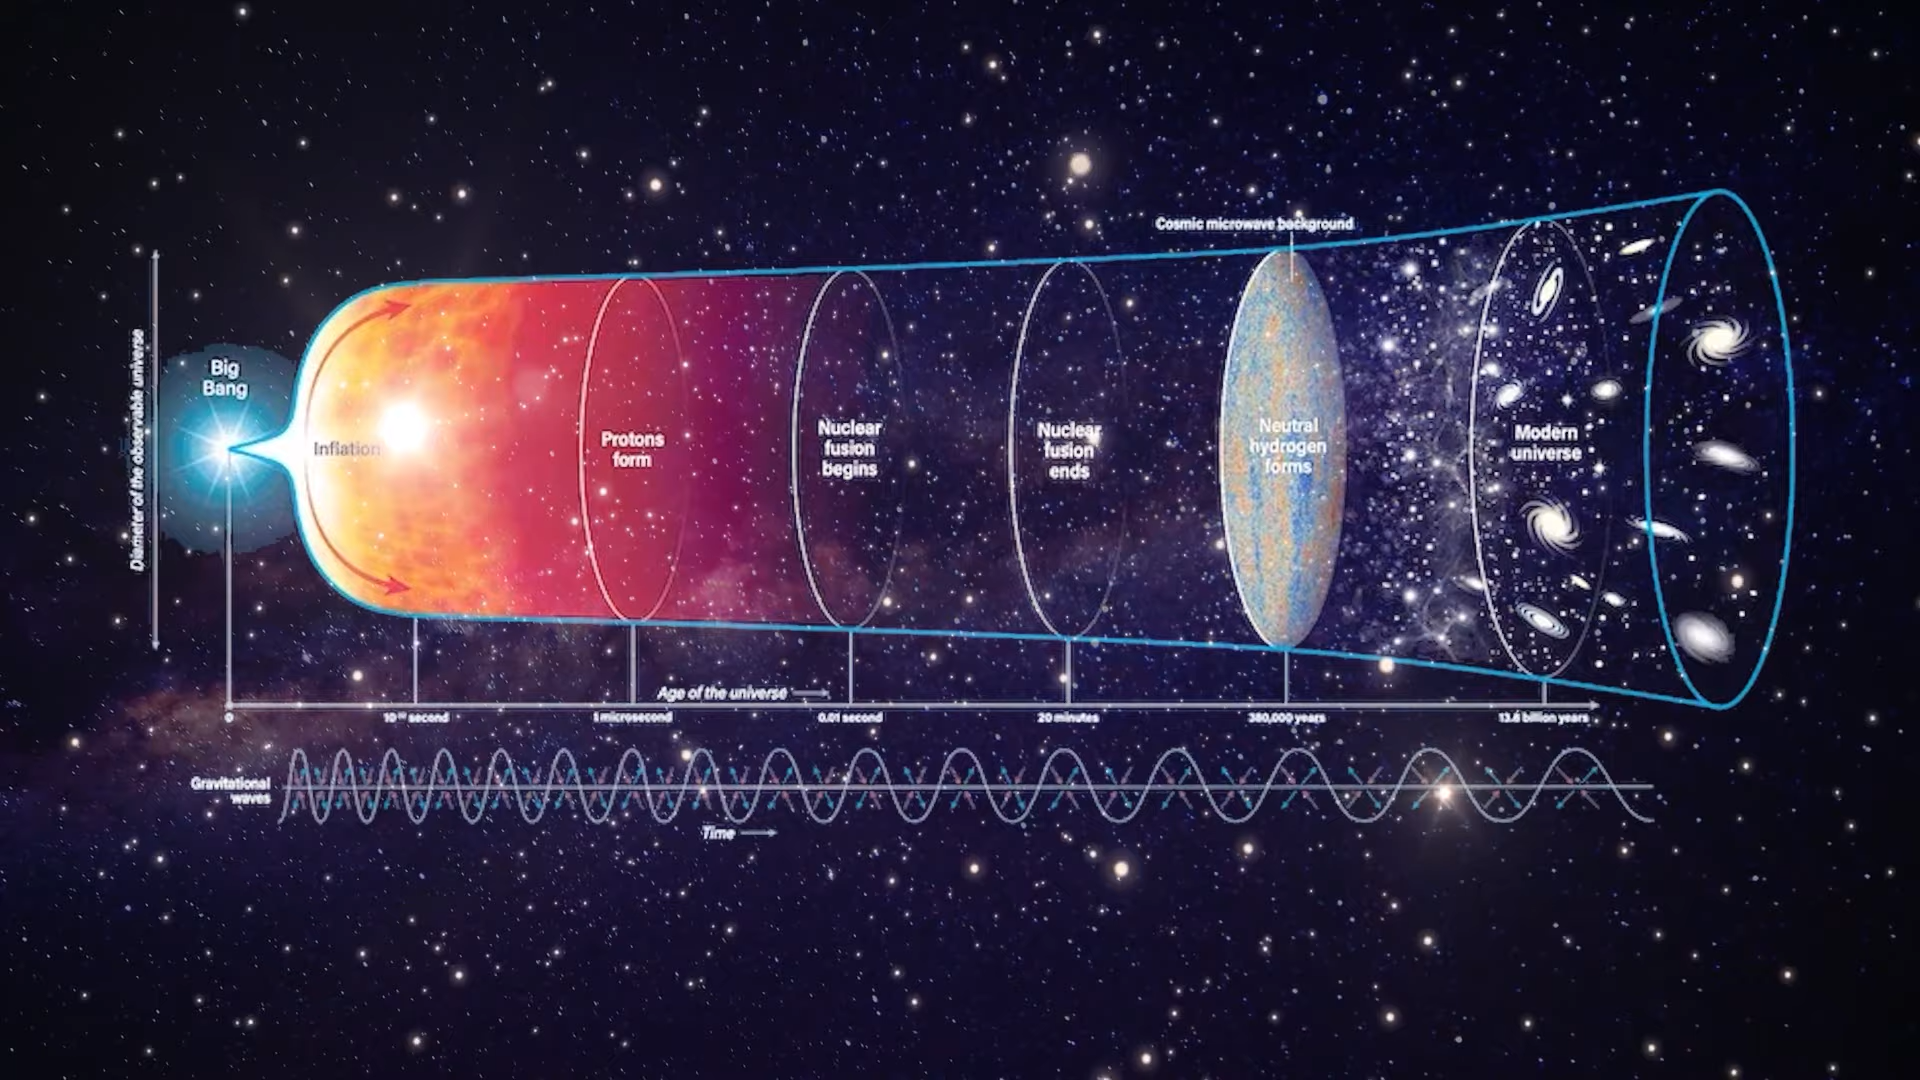 Cosmic microwave background
Diameter of the observable universe
Big
Bang
Inflation
Protons
form
Nuclear
fusion
begins
Nuclear
fusion
ends
Neutral
hydrogen
forms
Modern
universe
Age of the universe
0
second
1 microsecond
0.01 second
20 minutes
380,000 years
13.8 billion years
Gravitational
waves
Time